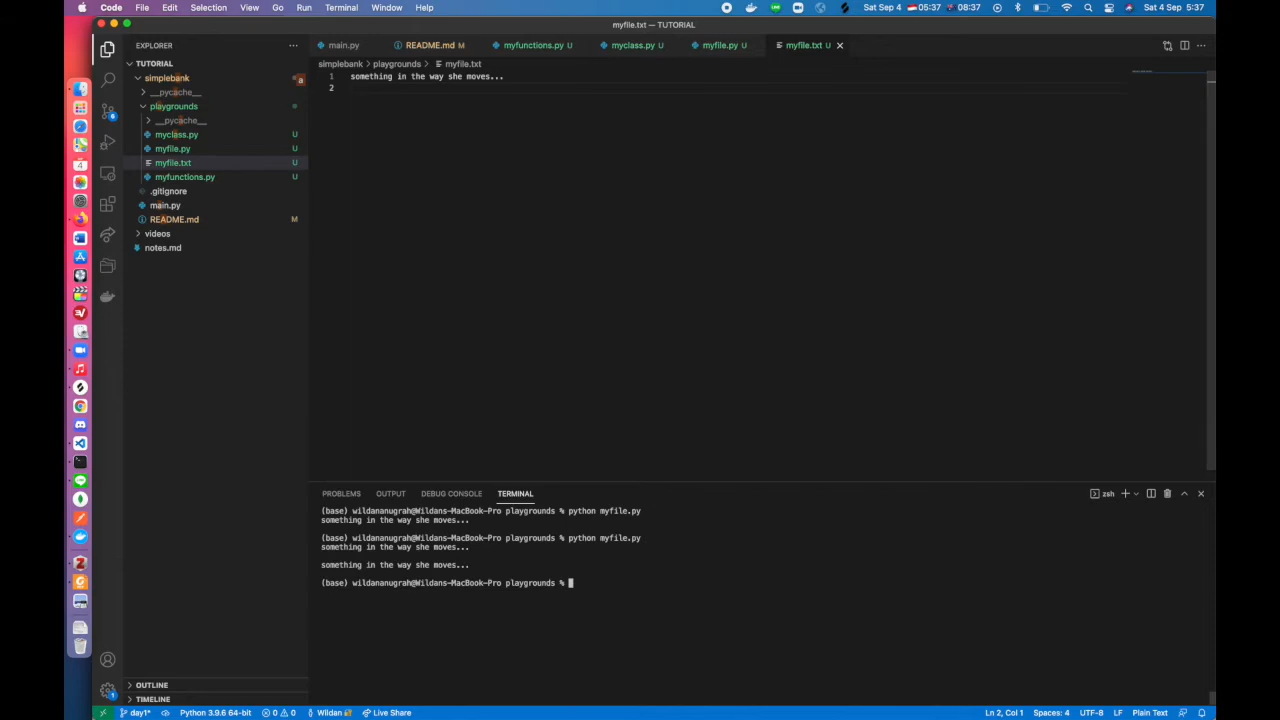 Code File Edit Selection View Go Run Terminal Window Help
Sat Sep 4 05:37 08:37 Sat 4 Sep 5:37
myfile.txt — TUTORIAL
EXPLORER
TUTORIAL
simplebank
__pycache__
playgrounds
__pycache__
myclass.py U
myfile.py U
myfile.txt U
myfunctions.py U
.gitignore
main.py
README.md M
videos
notes.md
OUTLINE
TIMELINE
main.py README.md M myfunctions.py U myclass.py U myfile.py U myfile.txt U
simplebank > playgrounds > myfile.txt
1 something in the way she moves...
2
PROBLEMS OUTPUT DEBUG CONSOLE TERMINAL
zsh
(base) wildananugrah@Wildans-MacBook-Pro playgrounds % python myfile.py
something in the way she moves...
(base) wildananugrah@Wildans-MacBook-Pro playgrounds % python myfile.py
something in the way she moves...
something in the way she moves...
(base) wildananugrah@Wildans-MacBook-Pro playgrounds %
day1* Python 3.9.6 64-bit 0 0 Wildan Live Share Ln 2, Col 1 Spaces: 4 UTF-8 LF Plain Text